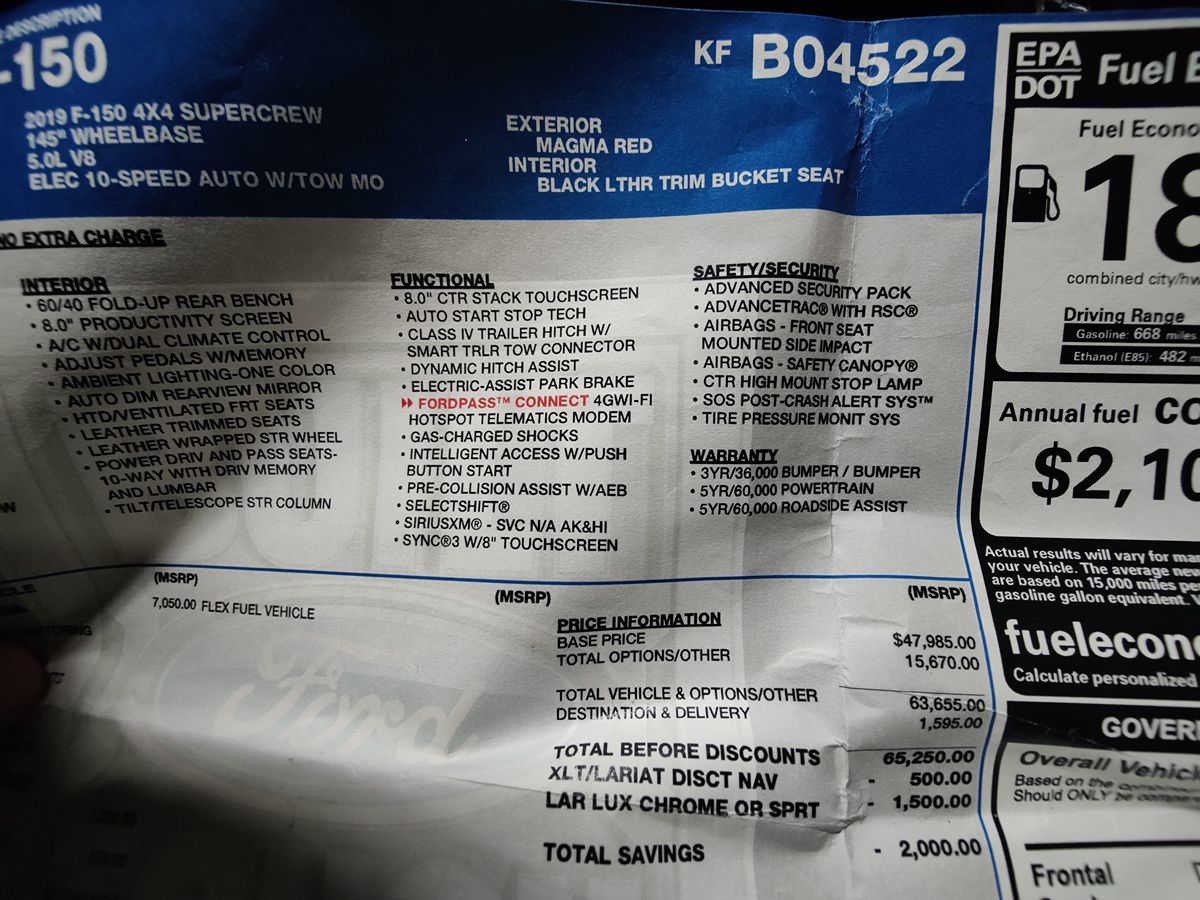 -150
KF B04522
2019 F-150 4X4 SUPERCREW
145" WHEELBASE
5.0L V8
ELEC 10-SPEED AUTO W/TOW MO
EXTERIOR
MAGMA RED
INTERIOR
BLACK LTHR TRIM BUCKET SEAT
NO EXTRA CHARGE
INTERIOR
• 60/40 FOLD-UP REAR BENCH
• 8.0" PRODUCTIVITY SCREEN
• A/C W/DUAL CLIMATE CONTROL
• ADJUST PEDALS W/MEMORY
• AMBIENT LIGHTING-ONE COLOR
• AUTO DIM REARVIEW MIRROR
• HTD/VENTILATED FRT SEATS
• LEATHER TRIMMED SEATS
• LEATHER WRAPPED STR WHEEL
• POWER DRIV AND PASS SEATS-
10-WAY WITH DRIV MEMORY
AND LUMBAR
• TILT/TELESCOPE STR COLUMN
FUNCTIONAL
• 8.0" CTR STACK TOUCHSCREEN
• AUTO START STOP TECH
• CLASS IV TRAILER HITCH W/
SMART TRLR TOW CONNECTOR
• DYNAMIC HITCH ASSIST
• ELECTRIC-ASSIST PARK BRAKE
FORDPASS™ CONNECT 4GWI-FI
HOTSPOT TELEMATICS MODEM
• GAS-CHARGED SHOCKS
• INTELLIGENT ACCESS W/PUSH
BUTTON START
• PRE-COLLISION ASSIST W/AEB
• SELECTSHIFT®
• SIRIUSXM® - SVC N/A AK&HI
• SYNC®3 W/8" TOUCHSCREEN
SAFETY/SECURITY
• ADVANCED SECURITY PACK
• ADVANCETRAC® WITH RSC®
• AIRBAGS - FRONT SEAT
MOUNTED SIDE IMPACT
• AIRBAGS - SAFETY CANOPY®
• CTR HIGH MOUNT STOP LAMP
• SOS POST-CRASH ALERT SYS™
• TIRE PRESSURE MONIT SYS
WARRANTY
• 3YR/36,000 BUMPER / BUMPER
• 5YR/60,000 POWERTRAIN
• 5YR/60,000 ROADSIDE ASSIST
(MSRP)
7,050.00 FLEX FUEL VEHICLE
(MSRP)
(MSRP)
PRICE INFORMATION
BASE PRICE $47,985.00
TOTAL OPTIONS/OTHER 15,670.00
TOTAL VEHICLE & OPTIONS/OTHER 63,655.00
DESTINATION & DELIVERY 1,595.00
TOTAL BEFORE DISCOUNTS 65,250.00
XLT/LARIAT DISCT NAV - 500.00
LAR LUX CHROME OR SPRT - 1,500.00
TOTAL SAVINGS - 2,000.00
Ford
EPA
DOT
Fuel E
Fuel Econo
18
combined city/hw
Driving Range
Gasoline: 668 miles
Ethanol (E85): 482 m
Annual fuel CO
$2,10
Actual results will vary for ma
your vehicle. The average ne
are based on 15,000 miles pe
gasoline gallon equivalent. V
fuelecon
Calculate personalized
GOVER
Overall Vehic
Based on the
Should ONLY be
Frontal